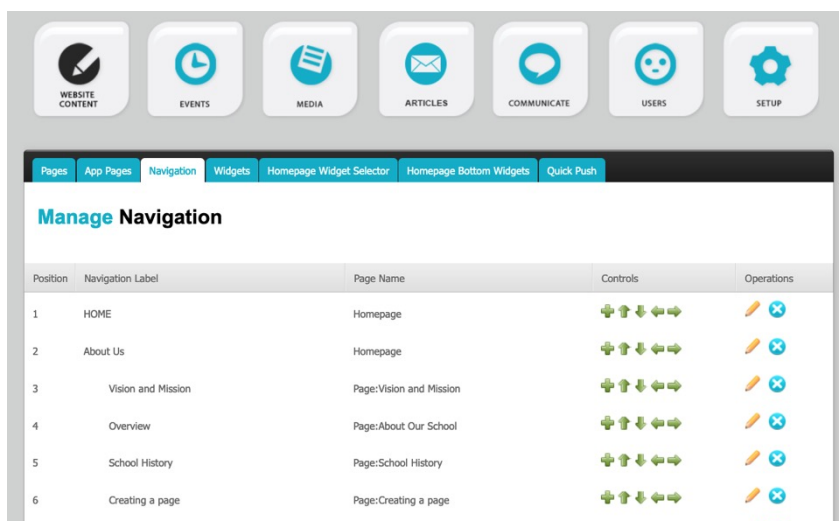 WEBSITE
CONTENT
EVENTS
MEDIA
ARTICLES
COMMUNICATE
USERS
SETUP
Pages App Pages Navigation Widgets Homepage Widget Selector Homepage Bottom Widgets Quick Push
Manage Navigation
Position Navigation Label Page Name Controls Operations
1 HOME Homepage
2 About Us Homepage
3 Vision and Mission Page:Vision and Mission
4 Overview Page:About Our School
5 School History Page:School History
6 Creating a page Page:Creating a page